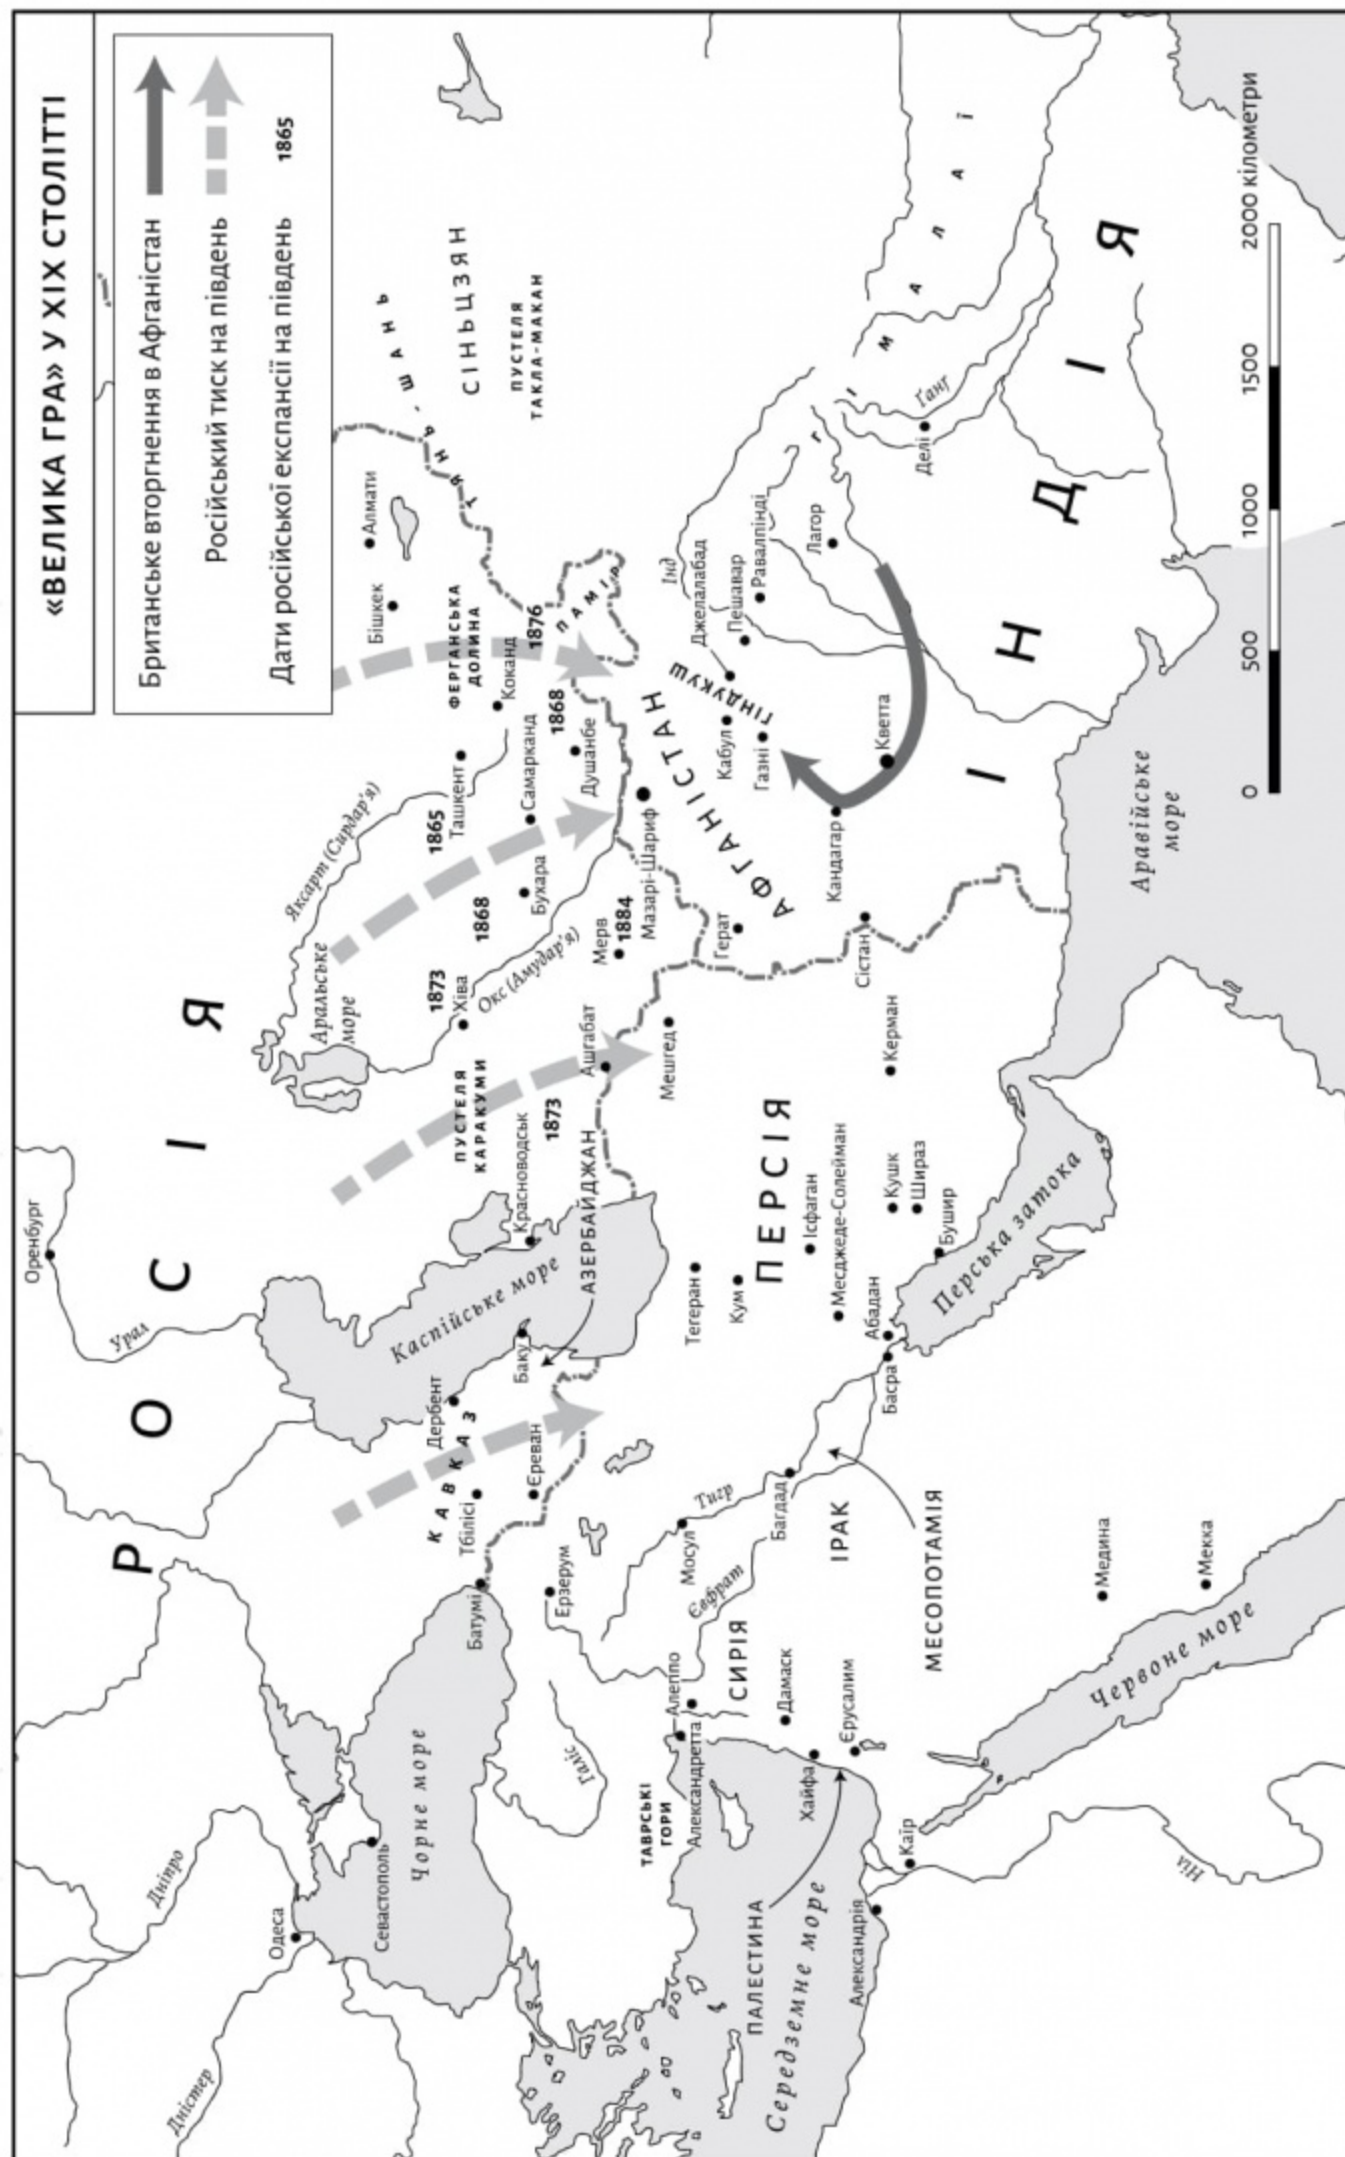 «ВЕЛИКА ГРА» У XIX СТОЛІТТІ
Британське вторгнення в Афганістан
Російський тиск на південь
Дати російської експансії на південь 1865
РОСІЯ
Оренбург
Урал
Дністер
Дніпро
Одеса
Севастополь
Чорне море
Батумі
КАВКАЗ
Тбілісі
Дербент
Єреван
Баку
АЗЕРБАЙДЖАН
Каспійське море
Красноводськ
1873
ПУСТЕЛЯ
КАРАКУМИ
1873
Хіва
Аральське
море
Яксарт (Сирдар'я)
Окс (Амудар'я)
Ашгабат
Мерв
1884
1868
Бухара
1865
Ташкент
Самарканд
1868
Душанбе
Коканд
ФЕРГАНСЬКА
ДОЛИНА
1876
ПАМІР
Бішкек
Алмати
ТЯНЬ-ШАНЬ
СІНЬЦЗЯН
ПУСТЕЛЯ
ТАКЛА-МАКАН
Ерзерум
Галіс
ТАВРСЬКІ
ГОРИ
Александретта
Алеппо
СИРІЯ
Мосул
Тигр
Євфрат
Багдад
ІРАК
МЕСОПОТАМІЯ
Дамаск
Хайфа
Єрусалим
ПАЛЕСТИНА
Середземне море
Александрія
Каїр
Ніл
Червоне море
Медина
Мекка
Тегеран
Кум
ПЕРСІЯ
Ісфаган
Месджеде-Солейман
Абадан
Басра
Кушк
Шираз
Бушир
Перська затока
Керман
Мешгед
Герат
Сістан
АФГАНІСТАН
Мазарі-Шариф
ГІНДУКУШ
Кабул
Газні
Джелалабад
Пешавар
Равалпінді
Інд
Лагор
Кандагар
Кветта
ГІМАЛАЇ
Делі
Ганг
ІНДІЯ
Аравійське
море
0 500 1000 1500 2000 кілометри